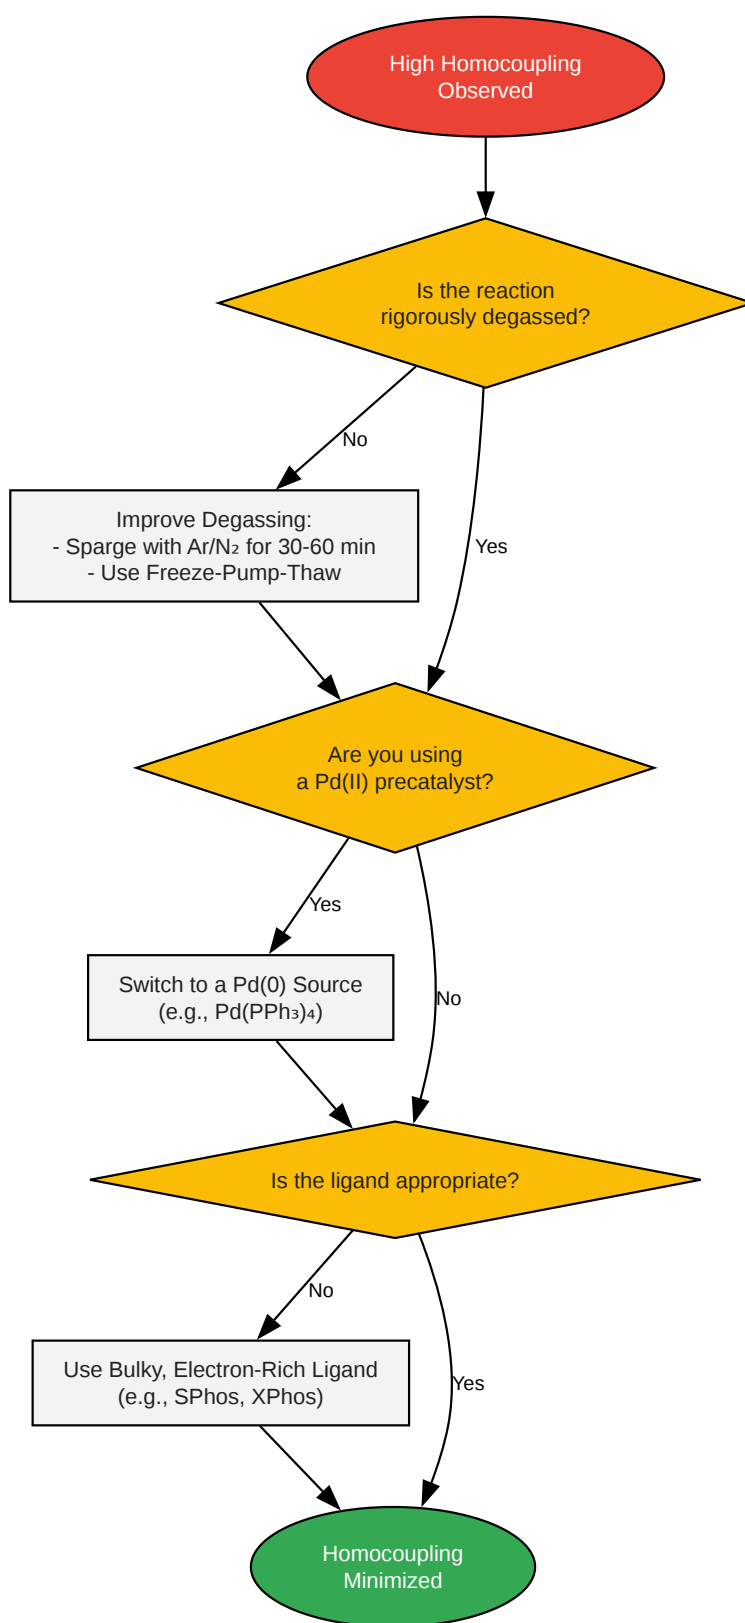 High Homocoupling
Observed
Is the reaction
rigorously degassed?
No
Improve Degassing:
- Sparge with Ar/N₂ for 30-60 min
- Use Freeze-Pump-Thaw
Yes
Are you using
a Pd(II) precatalyst?
Yes
Switch to a Pd(0) Source
(e.g., Pd(PPh₃)₄)
No
Is the ligand appropriate?
No
Use Bulky, Electron-Rich Ligand
(e.g., SPhos, XPhos)
Yes
Homocoupling
Minimized